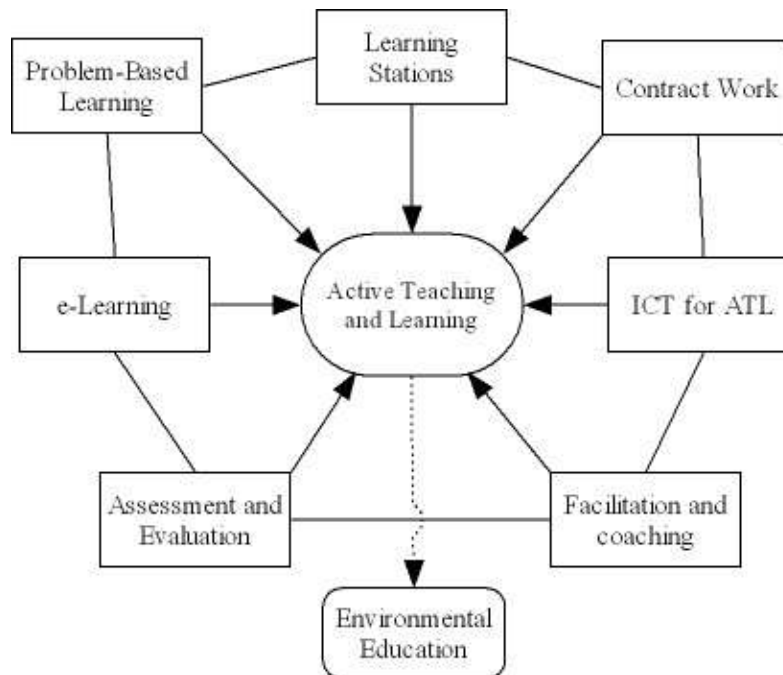 Learning
Stations
Problem-Based
Learning
Contract Work
e-Learning
Active Teaching
and Learning
ICT for ATL
Assessment and
Evaluation
Facilitation and
coaching
Environmental
Education